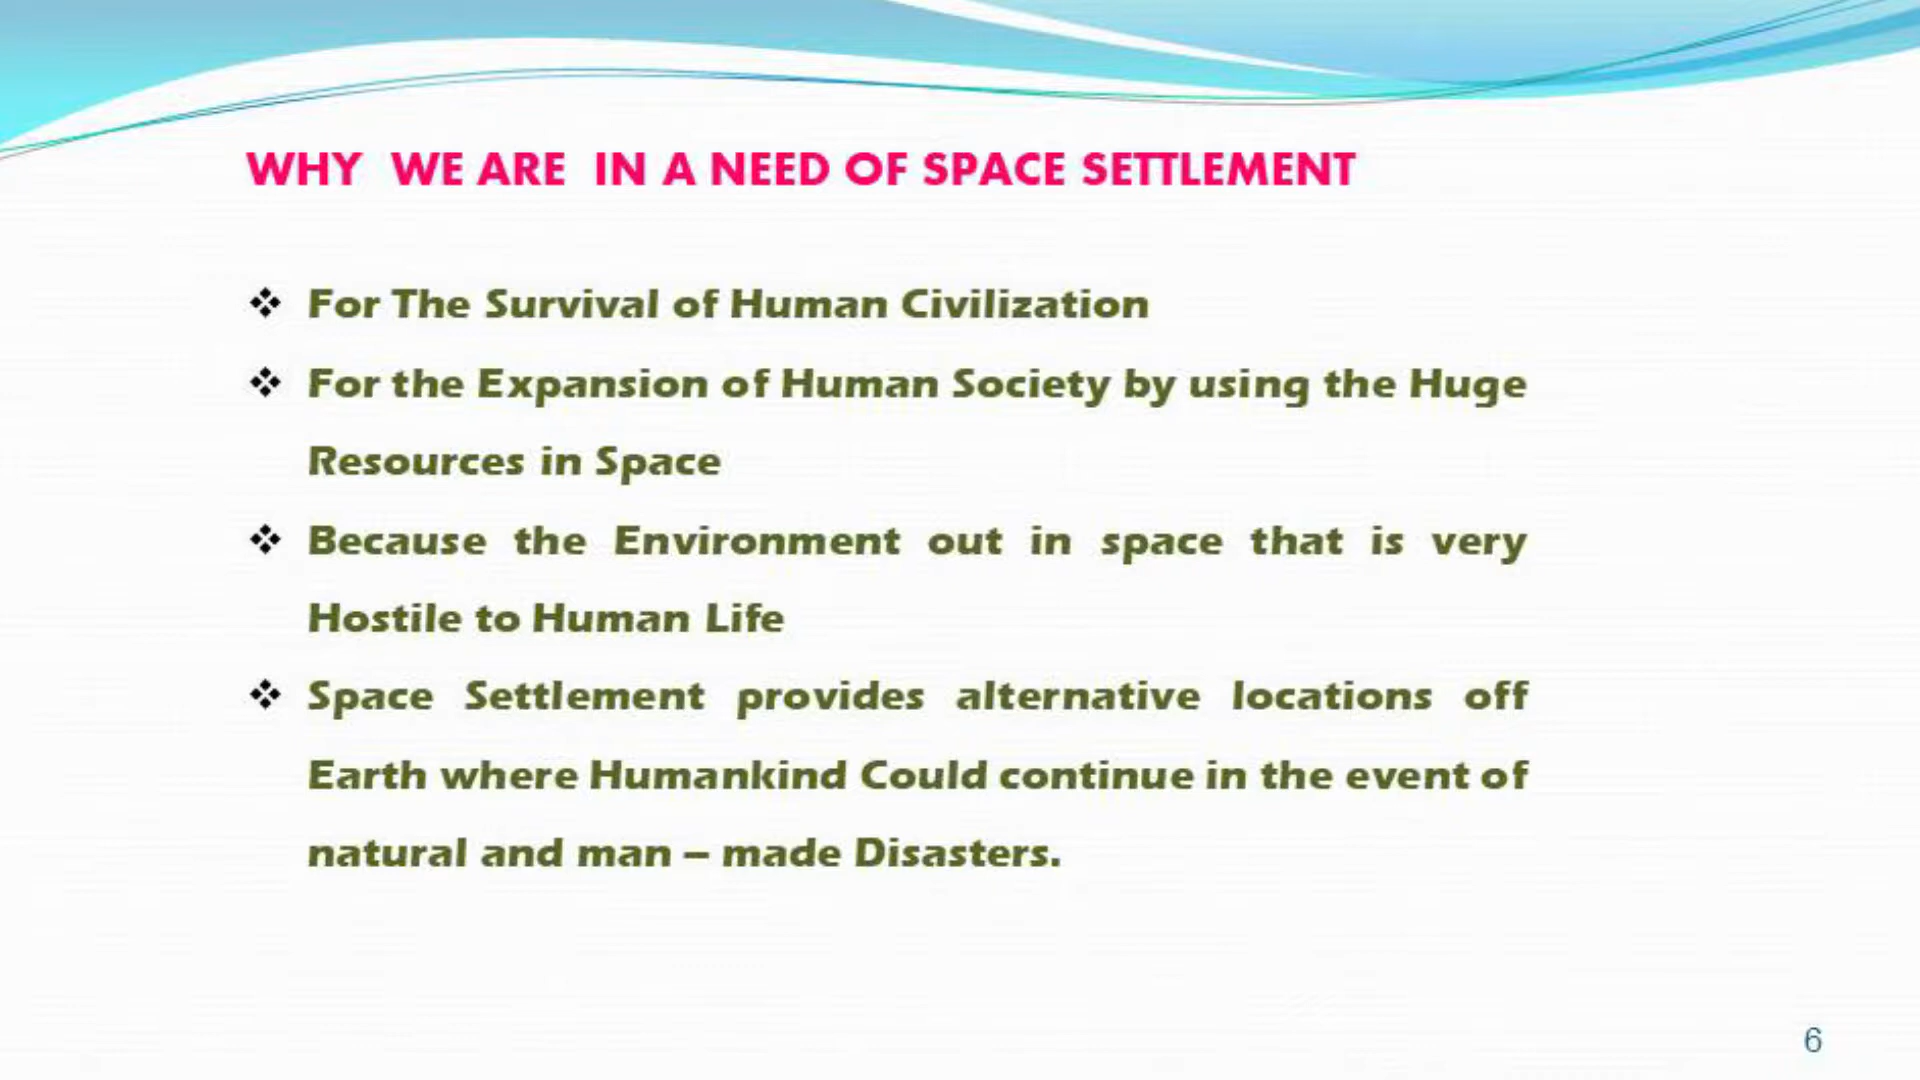 WHY WE ARE IN A NEED OF SPACE SETTLEMENT
❖ For The Survival of Human Civilization
❖ For the Expansion of Human Society by using the Huge
Resources in Space
❖ Because the Environment out in space that is very
Hostile to Human Life
❖ Space Settlement provides alternative locations off
Earth where Humankind Could continue in the event of
natural and man – made Disasters.
6